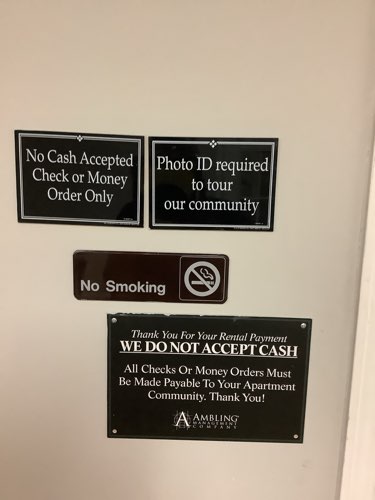 No Cash Accepted
Check or Money
Order Only
Photo ID required
to tour
our community
No Smoking
Thank You For Your Rental Payment
WE DO NOT ACCEPT CASH
All Checks Or Money Orders Must
Be Made Payable To Your Apartment
Community. Thank You!
AMBLING
MANAGEMENT
COMPANY